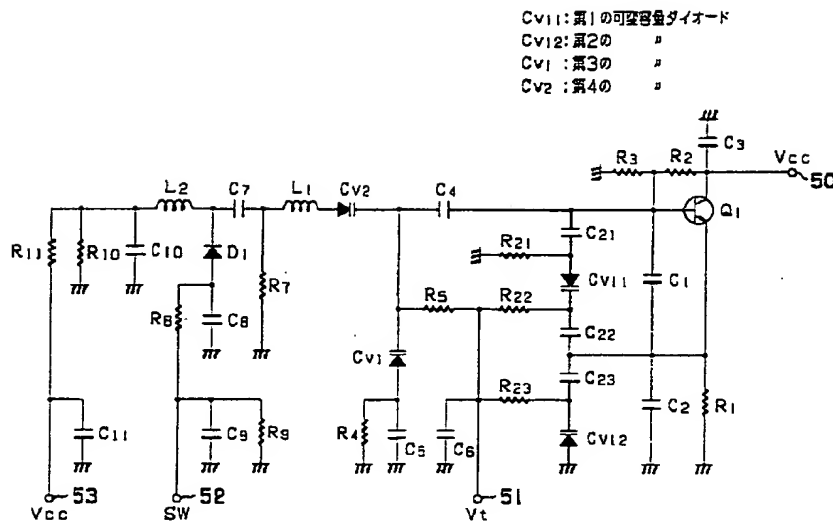 Cv11:第1の可変容量ダイオード
Cv12:第2の 〃
Cv1:第3の 〃
Cv2:第4の 〃
C3
R3
R2
Vcc
50
L2
C7
L1
Cv2
C4
Q1
R11
R10
C10
D1
R7
C21
R21
Cv11
C1
R8
C8
R5
R22
C22
Cv1
C23
R23
C2
R1
C11
C9
R9
R4
C5
C6
Cv12
53
Vcc
52
SW
51
Vt